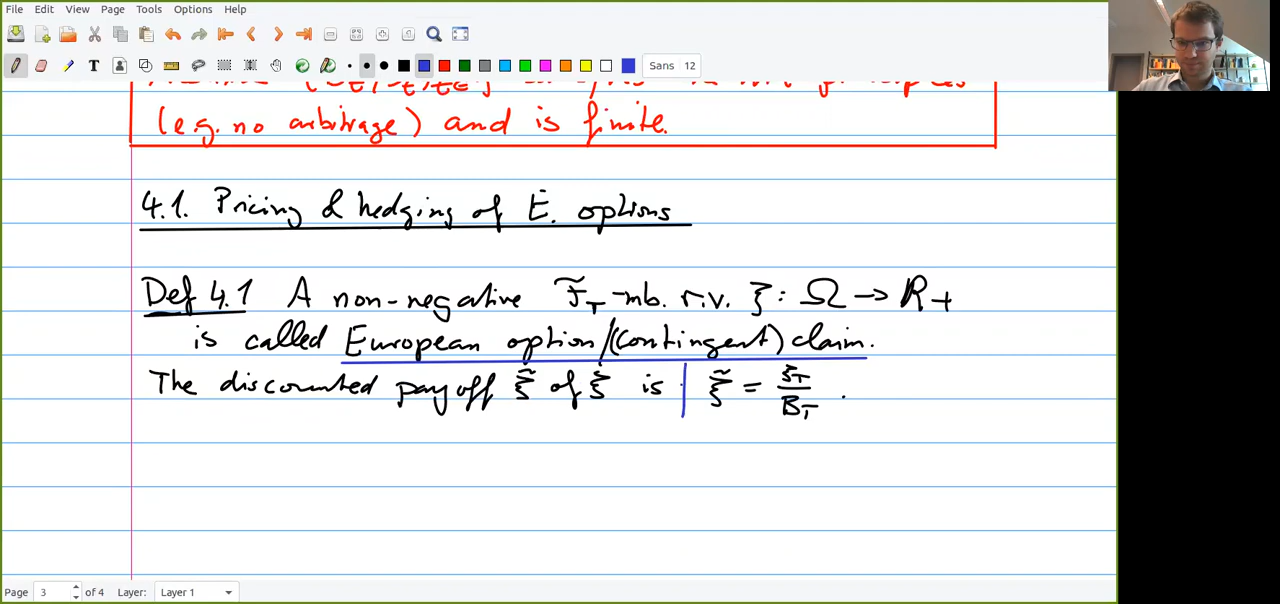 File Edit View Page Tools Options Help
Sans 12
(e.g. no arbitrage) and is finite.
4.1. Pricing & hedging of E. options
Def 4.1 A non-negative F̃_T-mb. r.v. ξ: Ω → R+
is called European option/(contingent) claim.
The discounted payoff ξ̃ of ξ is ξ̃ = ξ_T / B_T .
Page 3 of 4 Layer: Layer 1